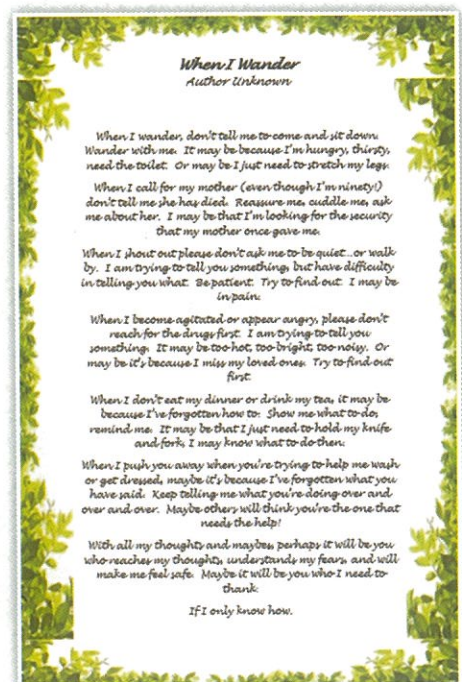 When I Wander
Author Unknown
When I wander, don't tell me to come and sit down.
Wander with me. It may be because I'm hungry, thirsty,
need the toilet. Or may be I just need to stretch my legs.
When I call for my mother (even though I'm ninety!)
don't tell me she has died. Reassure me, cuddle me, ask
me about her. I may be that I'm looking for the security
that my mother once gave me.
When I shout out please don't ask me to be quiet...or walk
by. I am trying to tell you something, but have difficulty
in telling you what. Be patient. Try to find out. I may be
in pain.
When I become agitated or appear angry, please don't
reach for the drugs first. I am trying to tell you
something. It may be too hot, too bright, too noisy. Or
may be it's because I miss my loved ones. Try to find out
first.
When I don't eat my dinner or drink my tea, it may be
because I've forgotten how to. Show me what to do,
remind me. It may be that I just need to hold my knife
and fork, I may know what to do then.
When I push you away when you're trying to help me wash
or get dressed, maybe it's because I've forgotten what you
have said. Keep telling me what you're doing over and
over and over. Maybe others will think you're the one that
needs the help!
With all my thoughts and maybes, perhaps it will be you
who reaches my thoughts, understands my fears, and will
make me feel safe. Maybe it will be you who I need to
thank.
If I only know how.